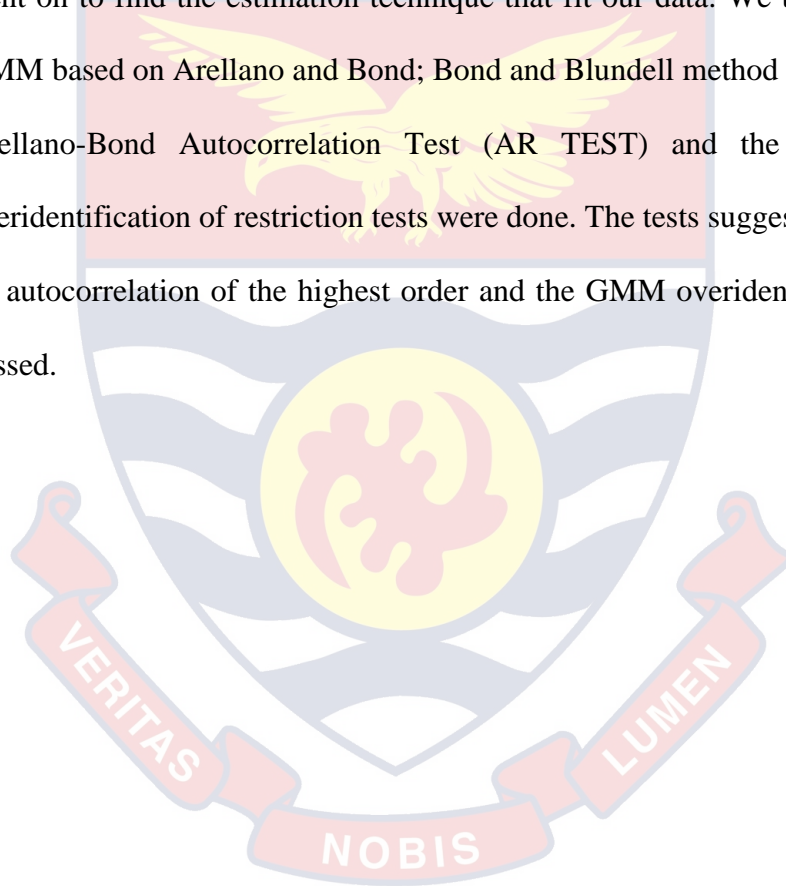 ent on to find the estimation technique that fit our data. We
MM based on Arellano and Bond; Bond and Blundell method
ellano-Bond Autocorrelation Test (AR TEST) and the
eridentification of restriction tests were done. The tests sugges
autocorrelation of the highest order and the GMM overiden
ssed.
VERITAS
NOBIS
LUMEN